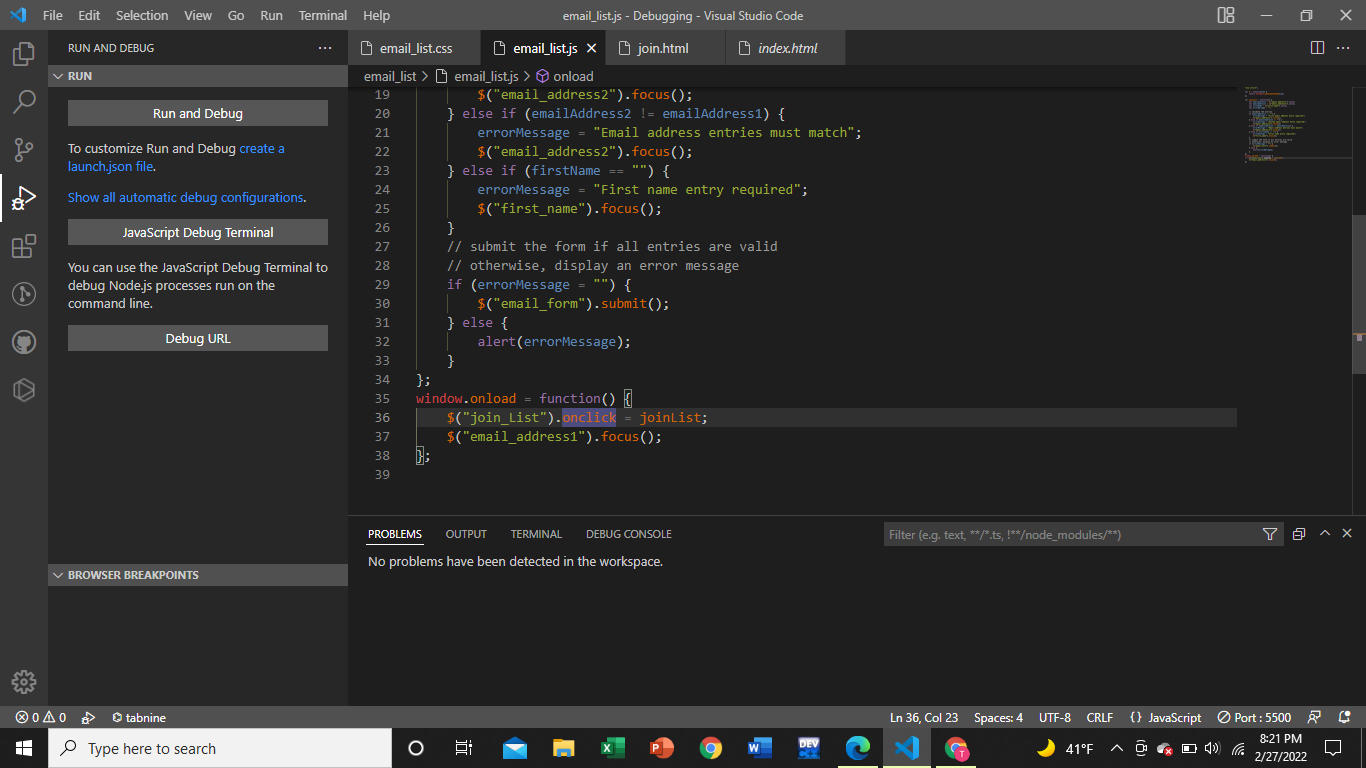 File Edit Selection View Go Run Terminal Help
email_list.js - Debugging - Visual Studio Code
RUN AND DEBUG
RUN
Run and Debug
To customize Run and Debug create a
launch.json file.
Show all automatic debug configurations.
JavaScript Debug Terminal
You can use the JavaScript Debug Terminal to
debug Node.js processes run on the
command line.
Debug URL
BROWSER BREAKPOINTS
email_list.css email_list.js join.html index.html
email_list > email_list.js > onload
19 $("email_address2").focus();
20 } else if (emailAddress2 != emailAddress1) {
21 errorMessage = "Email address entries must match";
22 $("email_address2").focus();
23 } else if (firstName == "") {
24 errorMessage = "First name entry required";
25 $("first_name").focus();
26 }
27 // submit the form if all entries are valid
28 // otherwise, display an error message
29 if (errorMessage = "") {
30 $("email_form").submit();
31 } else {
32 alert(errorMessage);
33 }
34 };
35 window.onload = function() {
36 $("join_List").onclick = joinList;
37 $("email_address1").focus();
38 };
39
PROBLEMS OUTPUT TERMINAL DEBUG CONSOLE
Filter (e.g. text, **/*.ts, !**/node_modules/**)
No problems have been detected in the workspace.
0 0 tabnine
Ln 36, Col 23 Spaces: 4 UTF-8 CRLF {} JavaScript Port : 5500
Type here to search
41°F
8:21 PM
2/27/2022